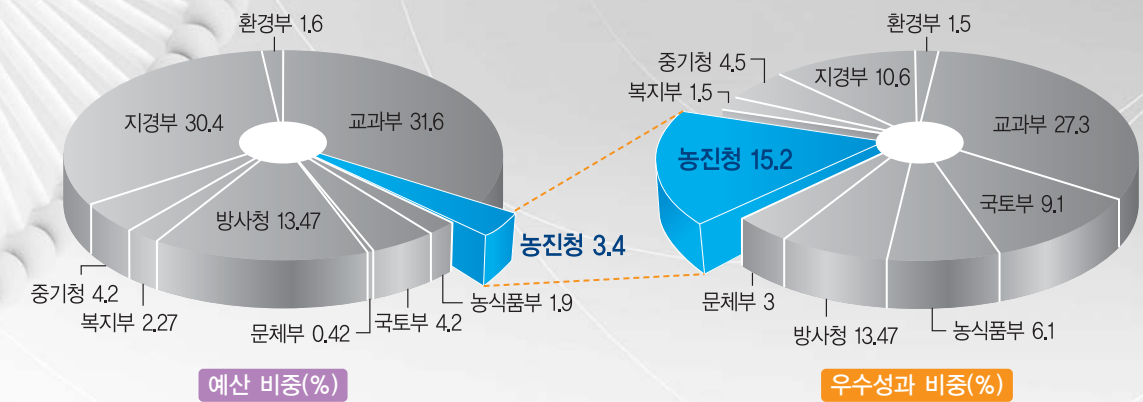 환경부 1.6
지경부 30.4
교과부 31.6
방사청 13.47
농진청 3.4
중기청 4.2
복지부 2.27
문체부 0.42
국토부 4.2
농식품부 1.9
예산 비중(%)
환경부 1.5
중기청 4.5
지경부 10.6
복지부 1.5
교과부 27.3
농진청 15.2
국토부 9.1
문체부 3
방사청 13.47
농식품부 6.1
우수성과 비중(%)